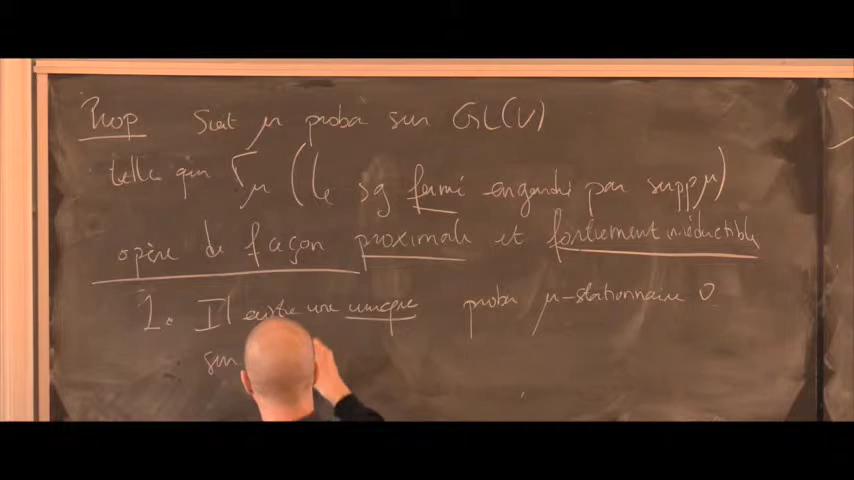 Prop Soit μ proba sur GL(V)
telle que Γμ (le sg fermé engendré par supp μ)
opère de façon proximale et fortement irréductible
1. Il existe une unique proba μ-stationnaire ν
sur